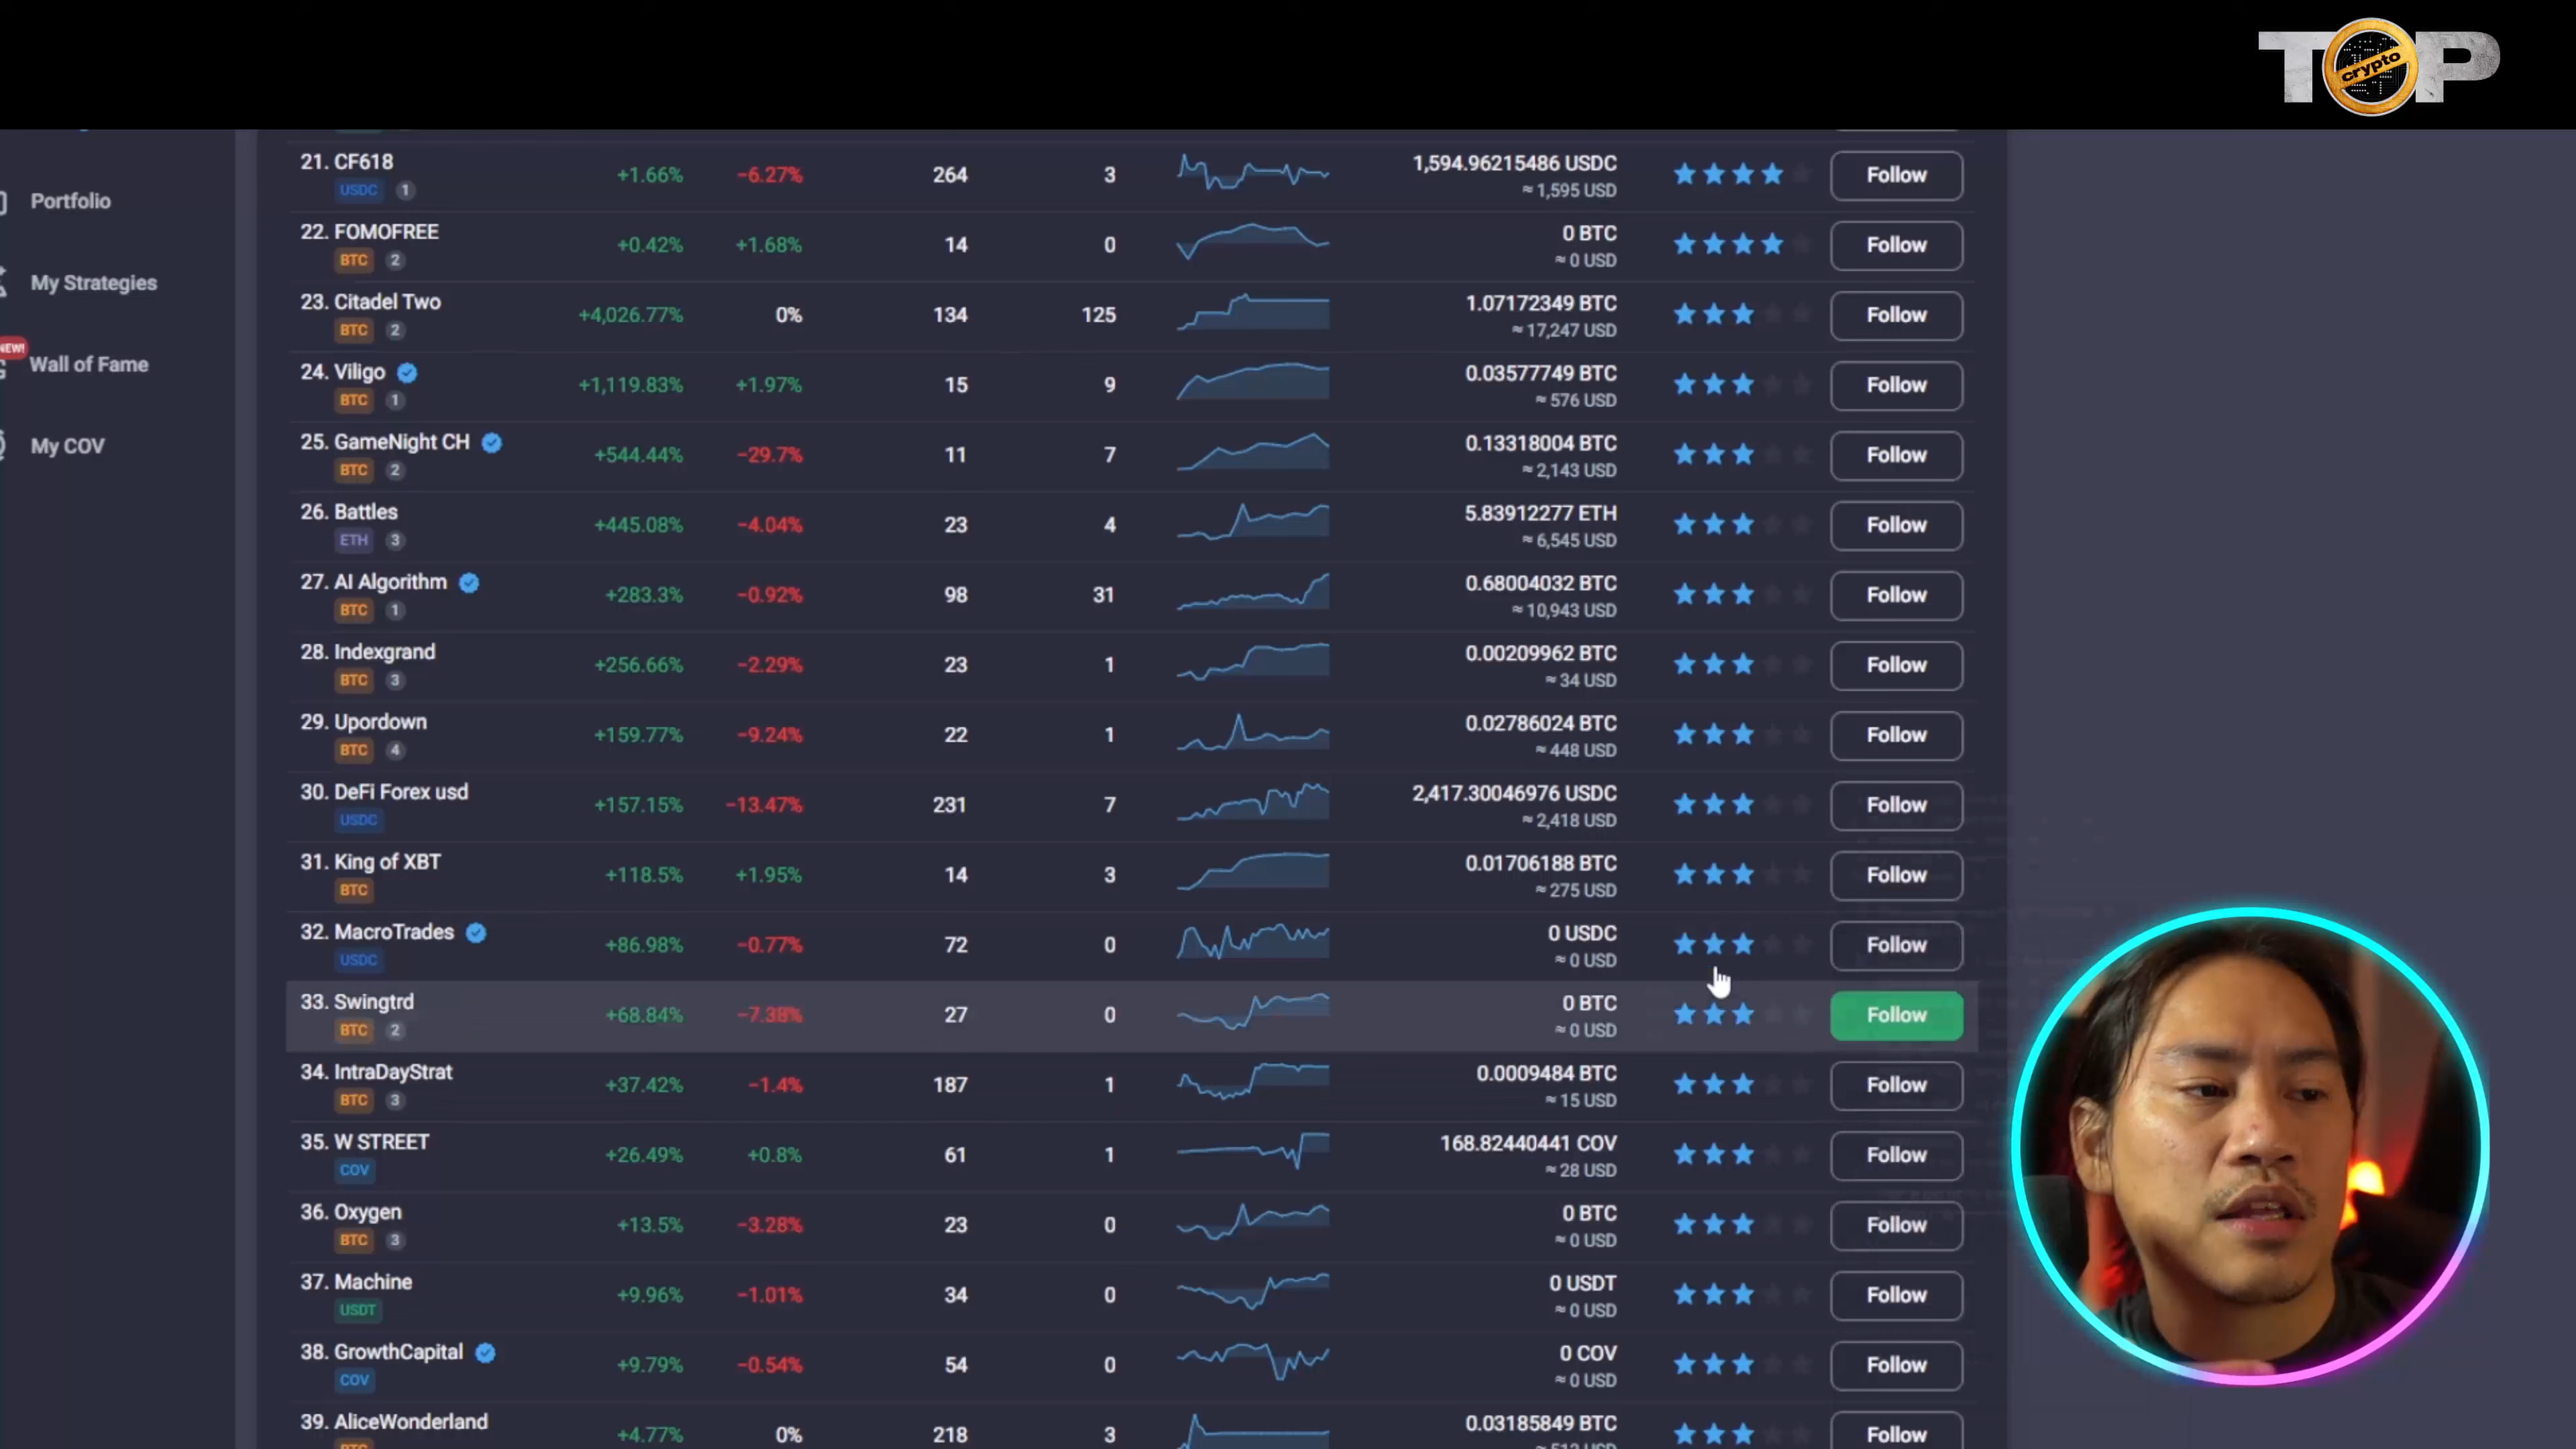 TOP
crypto
Portfolio
My Strategies
NEW!
Wall of Fame
My COV
21. CF618 +1.66% −6.27% 264 3 1,594.96215486 USDC Follow
USDC 1 ≈ 1,595 USD
22. FOMOFREE +0.42% +1.68% 14 0 0 BTC Follow
BTC 2 ≈ 0 USD
23. Citadel Two +4,026.77% 0% 134 125 1.07172349 BTC Follow
BTC 2 ≈ 17,247 USD
24. Viligo +1,119.83% +1.97% 15 9 0.03577749 BTC Follow
BTC 1 ≈ 576 USD
25. GameNight CH +544.44% −29.7% 11 7 0.13318004 BTC Follow
BTC 2 ≈ 2,143 USD
26. Battles +445.08% −4.04% 23 4 5.83912277 ETH Follow
ETH 3 ≈ 6,545 USD
27. AI Algorithm +283.3% −0.92% 98 31 0.68004032 BTC Follow
BTC 1 ≈ 10,943 USD
28. Indexgrand +256.66% −2.29% 23 1 0.00209962 BTC Follow
BTC 3 ≈ 34 USD
29. Upordown +159.77% −9.24% 22 1 0.02786024 BTC Follow
BTC 4 ≈ 448 USD
30. DeFi Forex usd +157.15% −13.47% 231 7 2,417.30046976 USDC Follow
USDC ≈ 2,418 USD
31. King of XBT +118.5% +1.95% 14 3 0.01706188 BTC Follow
BTC ≈ 275 USD
32. MacroTrades +86.98% −0.77% 72 0 0 USDC Follow
USDC ≈ 0 USD
33. Swingtrd +68.84% −7.38% 27 0 0 BTC Follow
BTC 2 ≈ 0 USD
34. IntraDayStrat +37.42% −1.4% 187 1 0.0009484 BTC Follow
BTC 3 ≈ 15 USD
35. W STREET +26.49% +0.8% 61 1 168.82440441 COV Follow
COV ≈ 28 USD
36. Oxygen +13.5% −3.28% 23 0 0 BTC Follow
BTC 3 ≈ 0 USD
37. Machine +9.96% −1.01% 34 0 0 USDT Follow
USDT ≈ 0 USD
38. GrowthCapital +9.79% −0.54% 54 0 0 COV Follow
COV ≈ 0 USD
39. AliceWonderland +4.77% 0% 218 3 0.03185849 BTC Follow